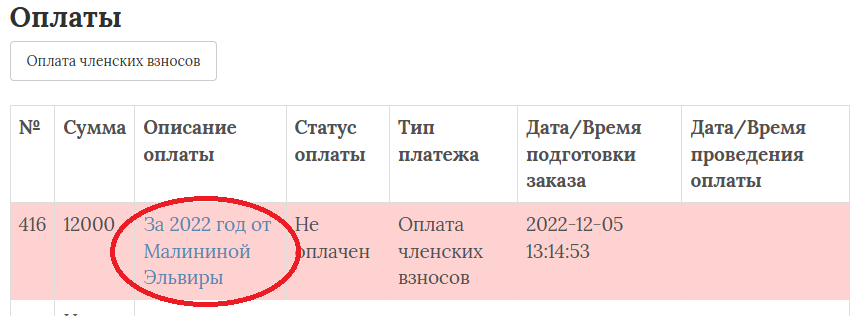 Оплаты
Оплата членских взносов
№ Сумма Описание Статус Тип Дата/Время Дата/Время
оплаты оплаты платежа подготовки проведения
заказа оплаты
416 12000 За 2022 год от Не Оплата 2022-12-05
Малининой оплачен членских 13:14:53
Эльвиры взносов